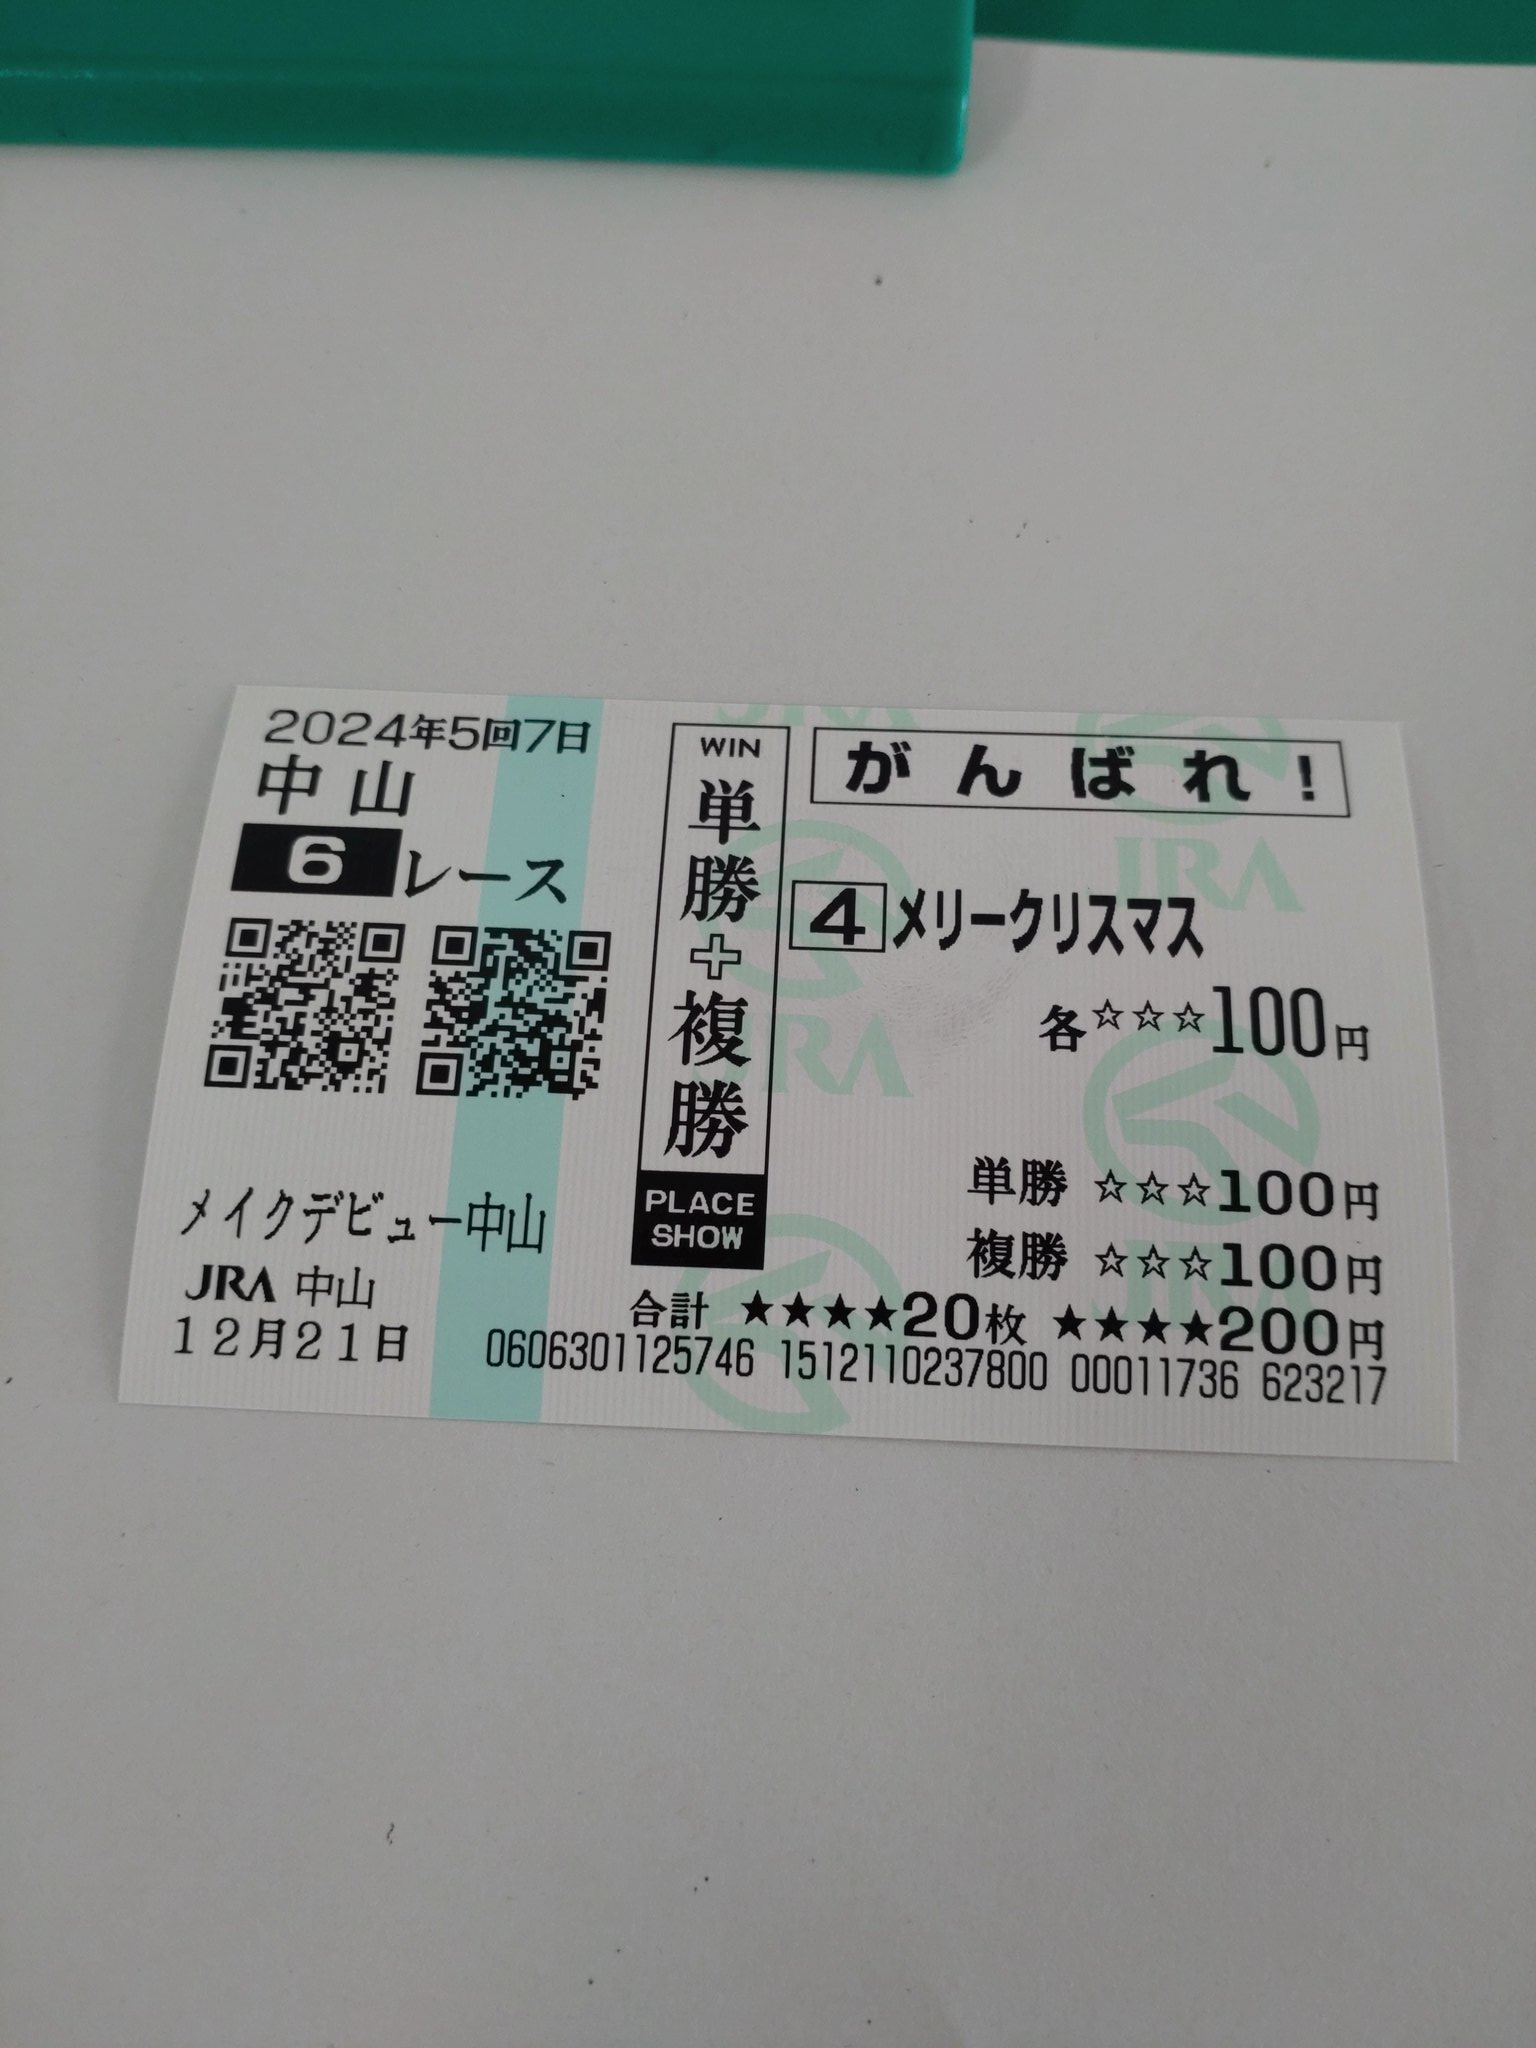 2024年5回7日
中山
6レース
メイクデビュー中山
JRA 中山
12月21日
WIN
単勝+複勝
PLACE
SHOW
がんばれ!
4 メリークリスマス
各☆☆☆100円
単勝 ☆☆☆100円
複勝 ☆☆☆100円
合計 ★★★★20枚 ★★★★200円
0606301125746 1512110237800 00011736 623217
JRA
JRA
JRA
JRA